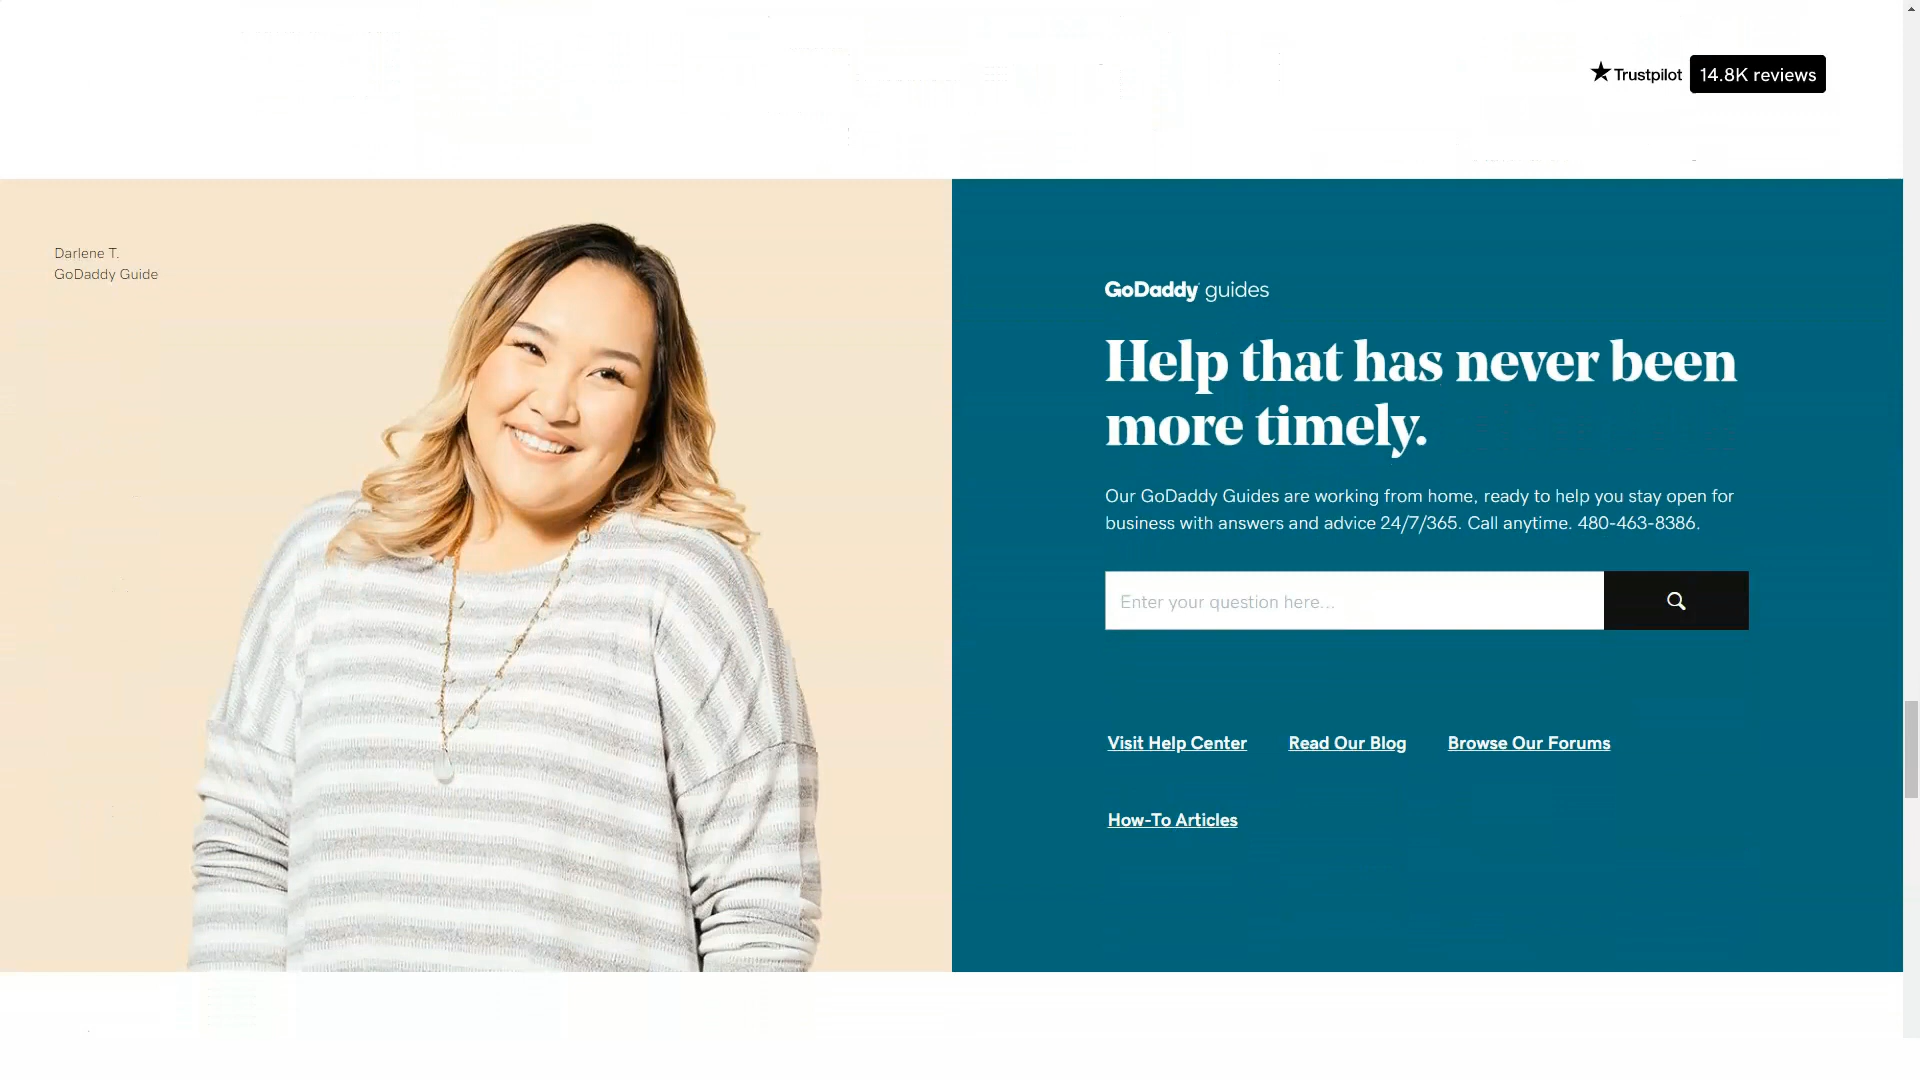 Trustpilot 14.8K reviews
Darlene T.
GoDaddy Guide
GoDaddy guides
Help that has never been
more timely.
Our GoDaddy Guides are working from home, ready to help you stay open for
business with answers and advice 24/7/365. Call anytime. 480-463-8386.
Enter your question here...
Visit Help Center Read Our Blog Browse Our Forums
How-To Articles